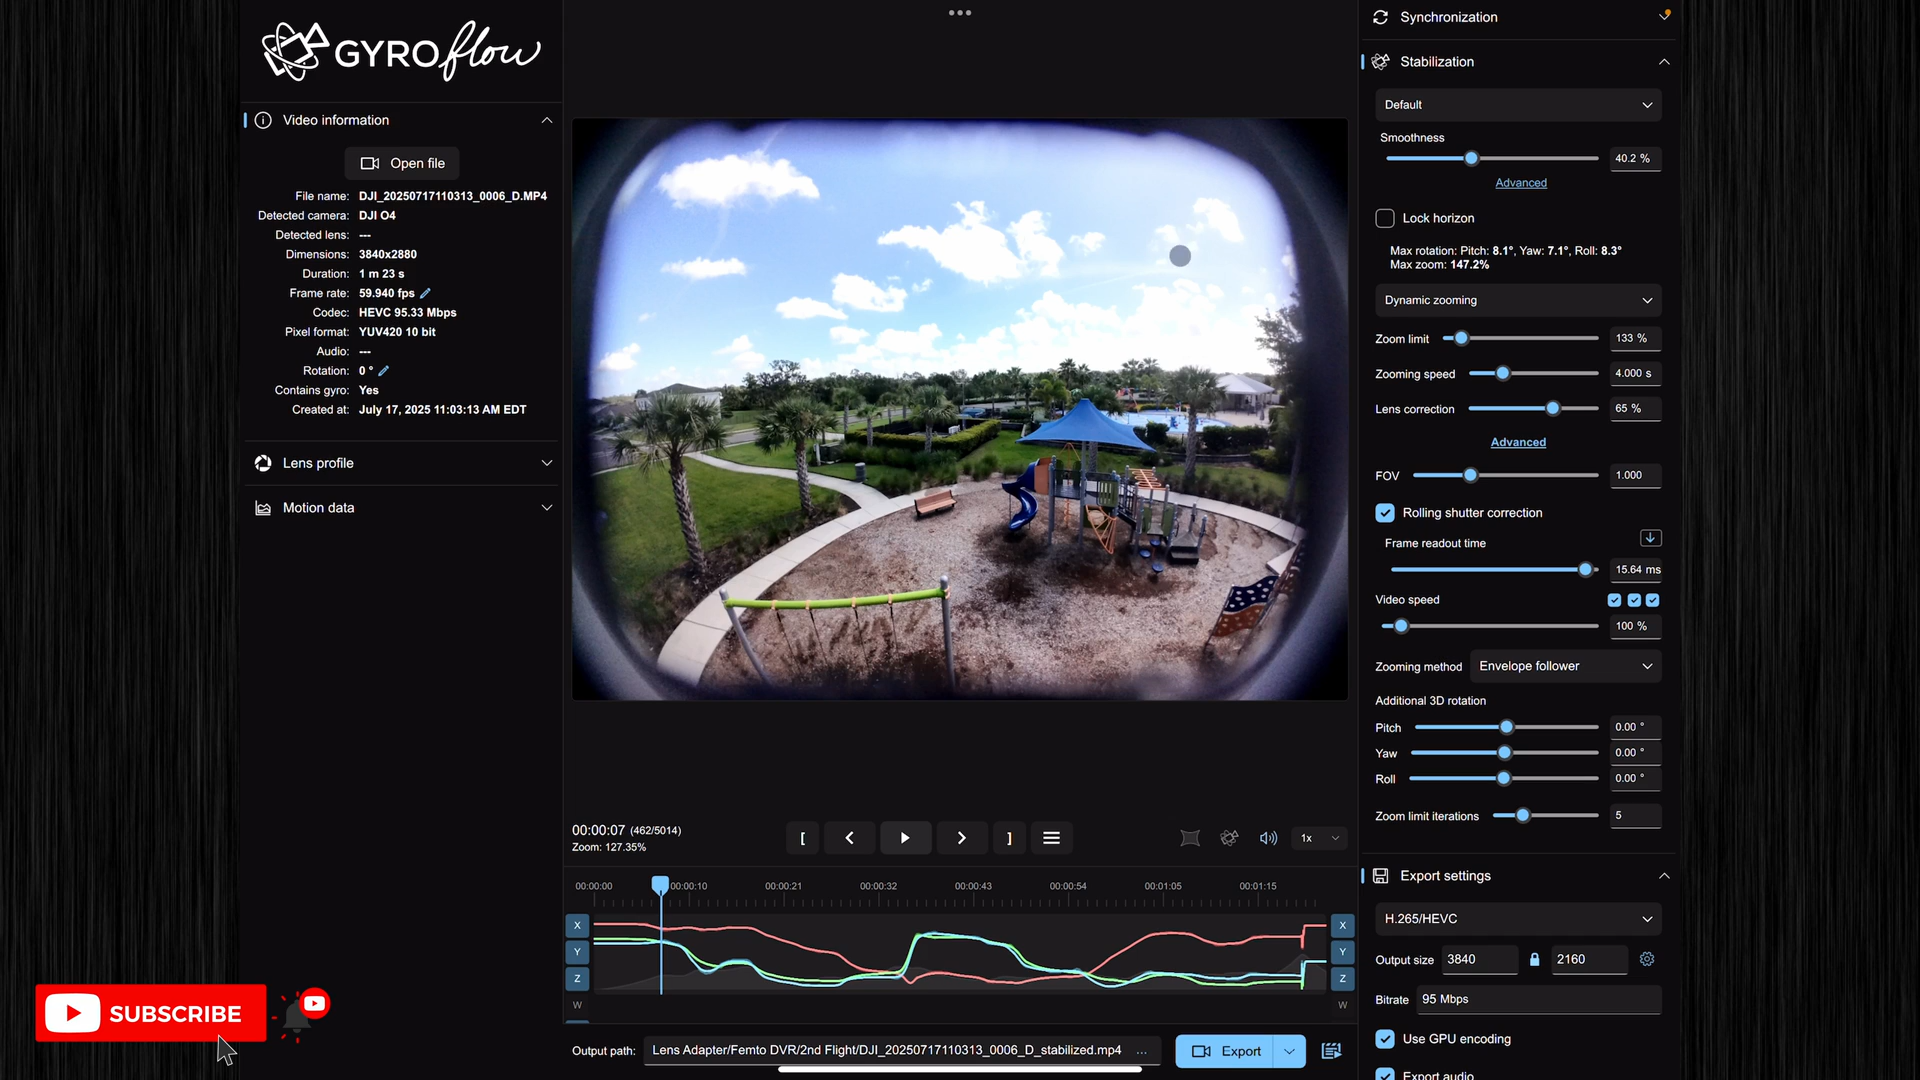 GYROflow
Video information
Open file
File name: DJI_20250717110313_0006_D.MP4
Detected camera: DJI O4
Detected lens: ---
Dimensions: 3840x2880
Duration: 1 m 23 s
Frame rate: 59.940 fps
Codec: HEVC 95.33 Mbps
Pixel format: YUV420 10 bit
Audio: ---
Rotation: 0 °
Contains gyro: Yes
Created at: July 17, 2025 11:03:13 AM EDT
Lens profile
Motion data
SUBSCRIBE
00:00:07 (462/5014)
Zoom: 127.35%
[
]
1x
00:00:00 00:00:10 00:00:21 00:00:32 00:00:43 00:00:54 00:01:05 00:01:15
X X
Y Y
Z Z
W W
Output path: Lens Adapter/Femto DVR/2nd Flight/DJI_20250717110313_0006_D_stabilized.mp4 ...
Export
Synchronization
Stabilization
Default
Smoothness
40.2 %
Advanced
Lock horizon
Max rotation: Pitch: 8.1°, Yaw: 7.1°, Roll: 8.3°
Max zoom: 147.2%
Dynamic zooming
Zoom limit 133 %
Zooming speed 4.000 s
Lens correction 65 %
Advanced
FOV 1.000
Rolling shutter correction
Frame readout time
15.64 ms
Video speed
100 %
Zooming method Envelope follower
Additional 3D rotation
Pitch 0.00 °
Yaw 0.00 °
Roll 0.00 °
Zoom limit iterations 5
Export settings
H.265/HEVC
Output size 3840 2160
Bitrate 95 Mbps
Use GPU encoding
Export audio